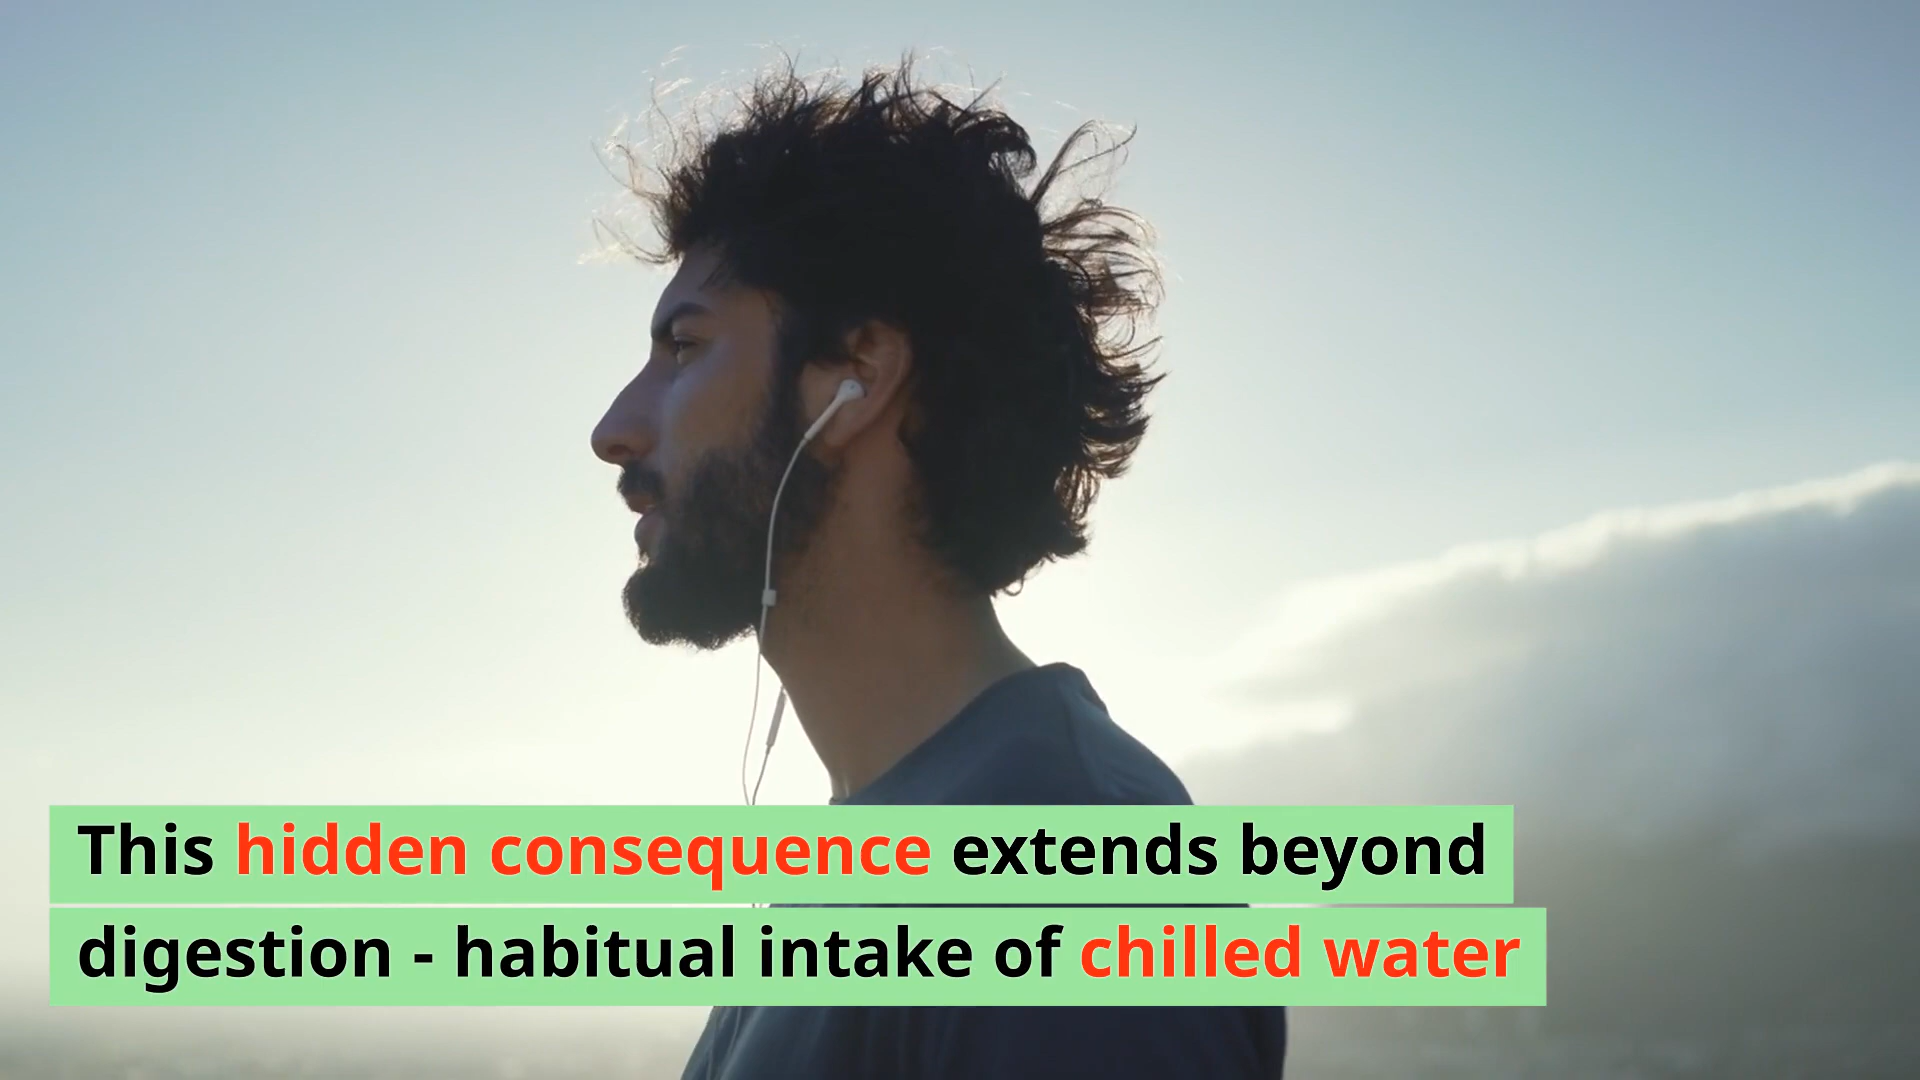 This hidden consequence extends beyond
digestion - habitual intake of chilled water